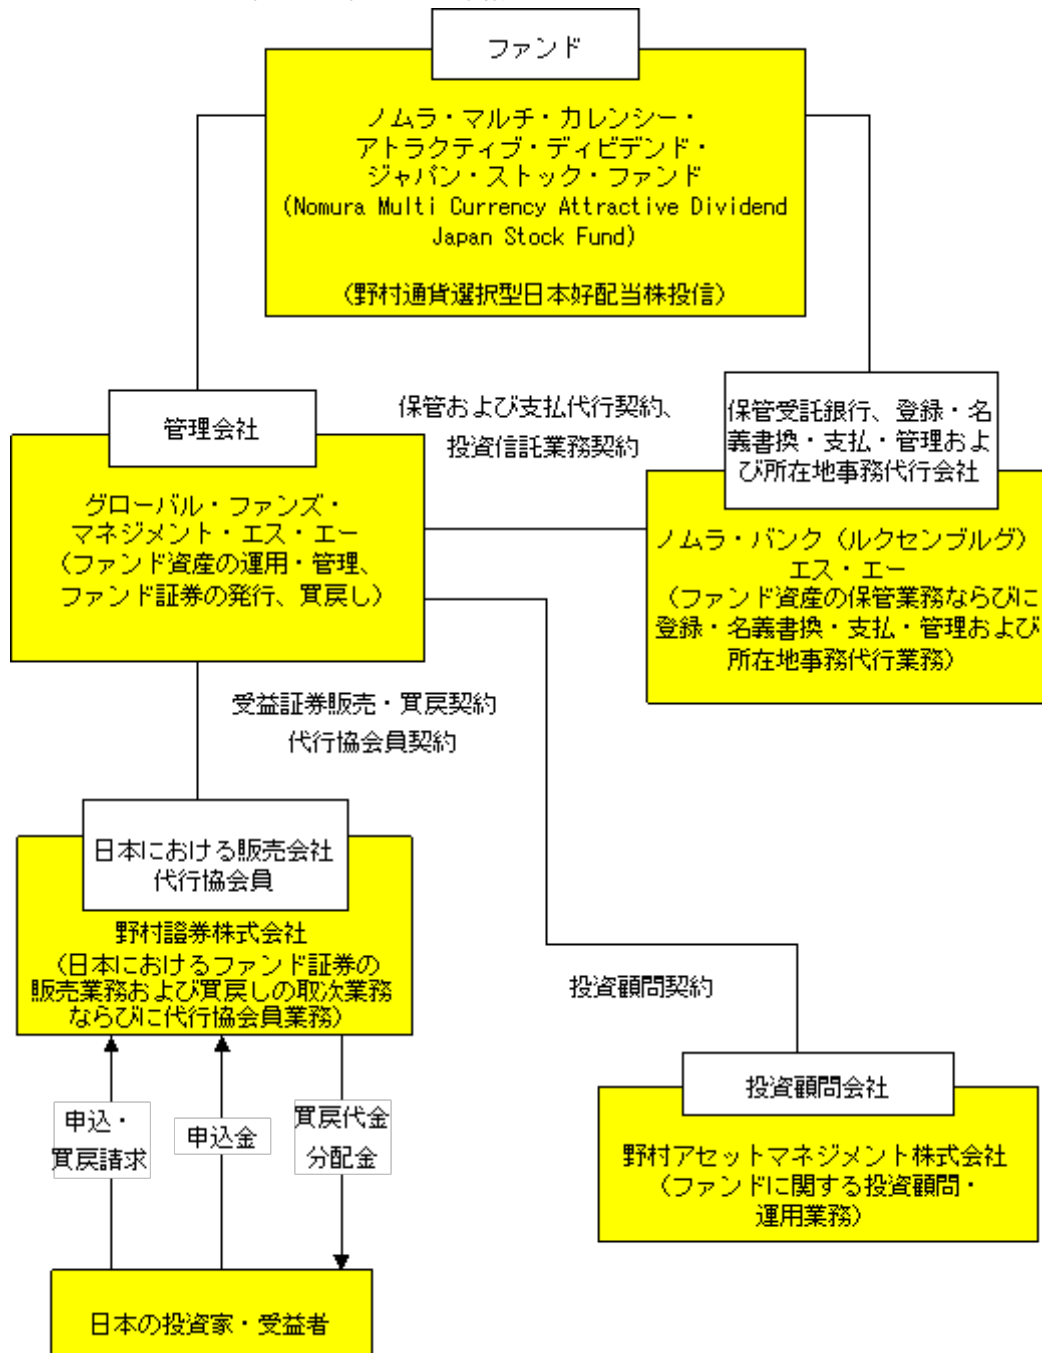 ファンド
ノムラ・マルチ・カレンシー・
アトラクティブ・ディビデンド・
ジャパン・ストック・ファンド
(Nomura Multi Currency Attractive Dividend
Japan Stock Fund)
(野村通貨選択型日本好配当株投信)
管理会社
グローバル・ファンズ・
マネジメント・エス・エー
(ファンド資産の運用・管理、
ファンド証券の発行、買戻し)
保管および支払代行契約、
投資信託業務契約
保管受託銀行、登録・名
義書換・支払・管理およ
び所在地事務代行会社
ノムラ・バンク(ルクセンブルグ)
エス・エー
(ファンド資産の保管業務ならびに
登録・名義書換・支払・管理および
所在地事務代行業務)
受益証券販売・買戻契約
代行協会員契約
日本における販売会社
代行協会員
野村證券株式会社
(日本におけるファンド証券の
販売業務および買戻しの取次業務
ならびに代行協会員業務)
投資顧問契約
投資顧問会社
野村アセットマネジメント株式会社
(ファンドに関する投資顧問・
運用業務)
申込・
買戻請求
申込金
買戻代金
分配金
日本の投資家・受益者